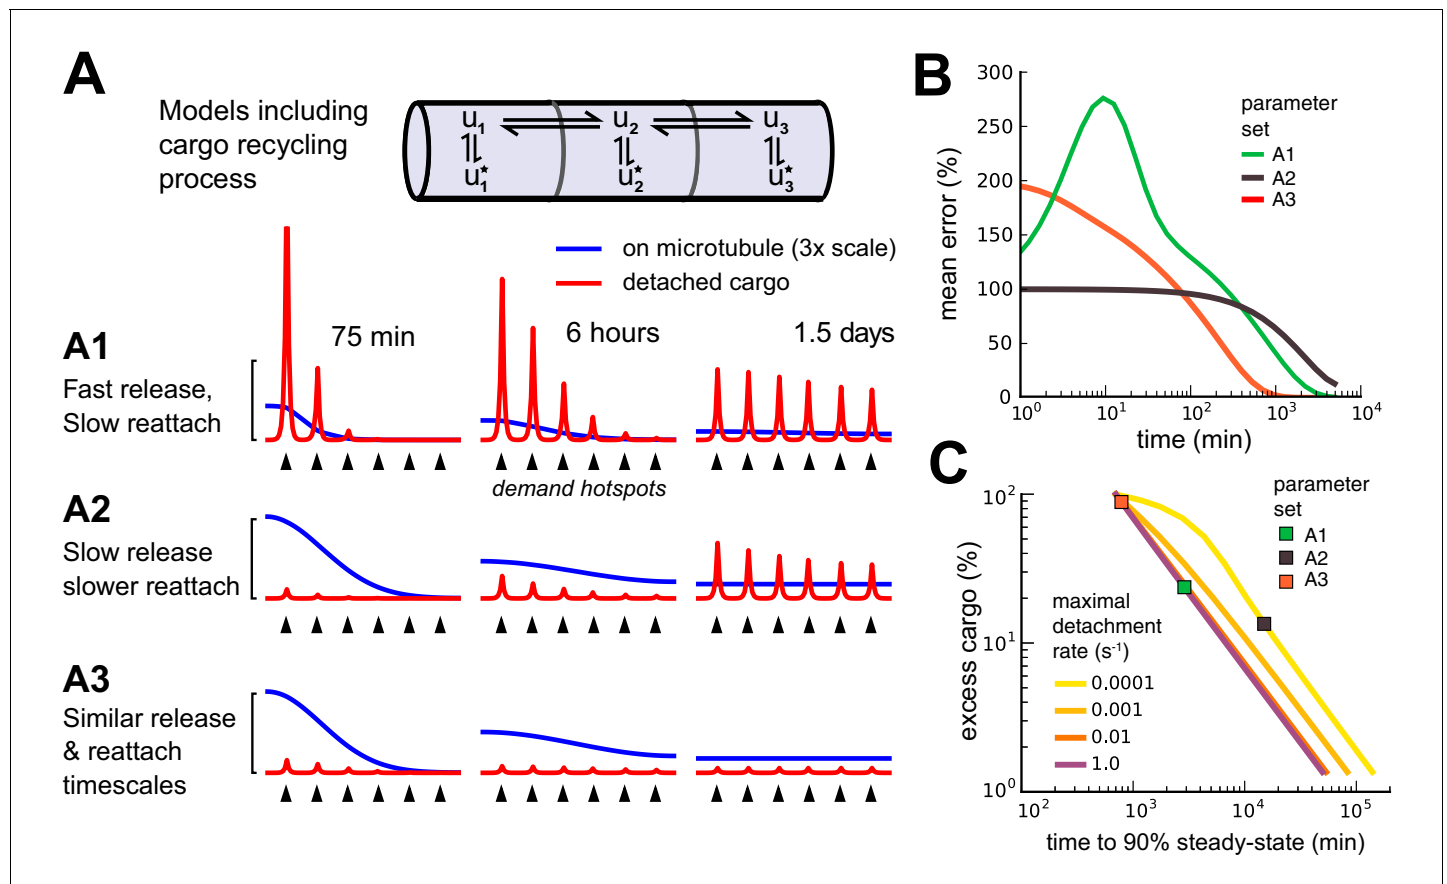 A
Models including
cargo recycling
process
u1 u2 u3
u1* u2* u3*
on microtubule (3x scale)
detached cargo
A1
Fast release,
Slow reattach
75 min
6 hours
1.5 days
demand hotspots
A2
Slow release
slower reattach
A3
Similar release
& reattach
timescales
B
mean error (%)
300
250
200
150
100
50
0
10^0 10^1 10^2 10^3 10^4
time (min)
parameter
set
A1
A2
A3
C
excess cargo (%)
10^2
10^1
10^0
10^2 10^3 10^4 10^5
time to 90% steady-state (min)
parameter
set
A1
A2
A3
maximal
detachment
rate (s^-1)
0.0001
0.001
0.01
1.0